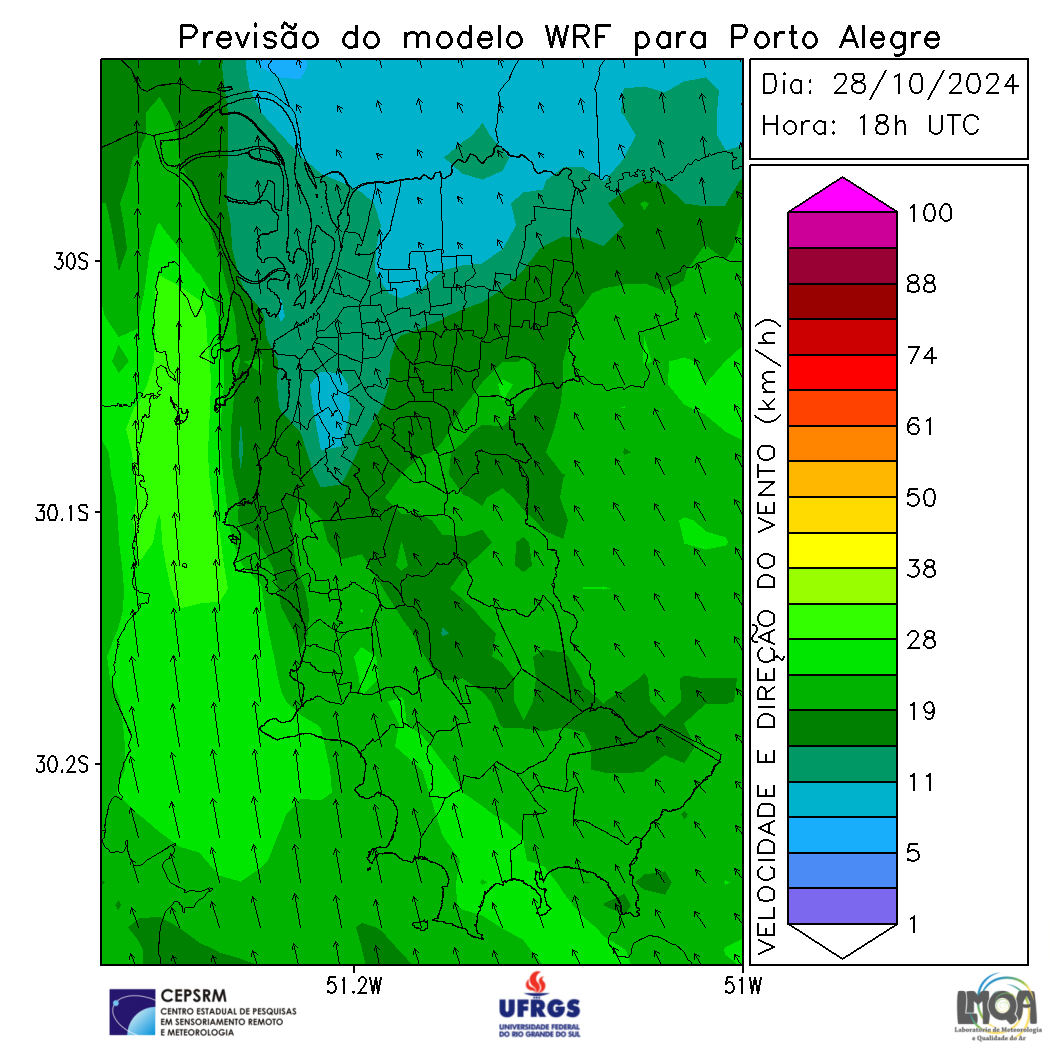 Previsão do modelo WRF para Porto Alegre
Dia: 28/10/2024
Hora: 18h UTC
30S
30.1S
30.2S
51.2W
51W
VELOCIDADE E DIREÇÃO DO VENTO (km/h)
100
88
74
61
50
38
28
19
11
5
1
CEPSRM
CENTRO ESTADUAL DE PESQUISAS
EM SENSORIAMENTO REMOTO
E METEOROLOGIA
UFRGS
UNIVERSIDADE FEDERAL
DO RIO GRANDE DO SUL
LMQA
Laboratório de Meteorologia
e Qualidade do Ar